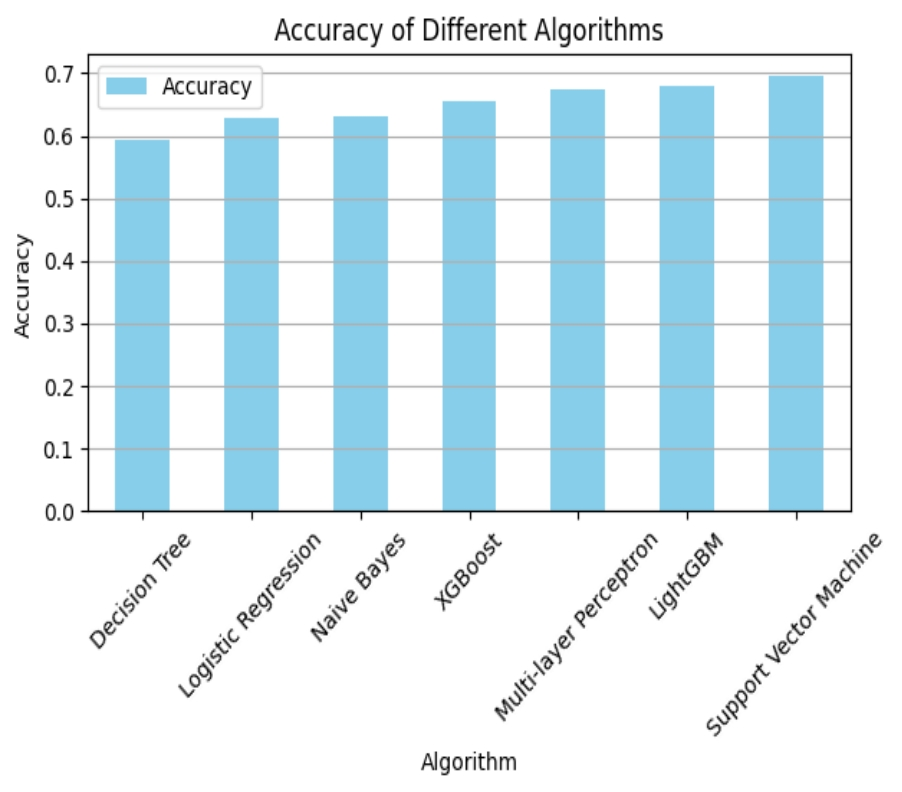 Accuracy of Different Algorithms
Accuracy
0.7
0.6
0.5
0.4
0.3
0.2
0.1
0.0
Accuracy
Decision Tree
Logistic Regression
Naive Bayes
XGBoost
Multi-layer Perceptron
LightGBM
Support Vector Machine
Algorithm